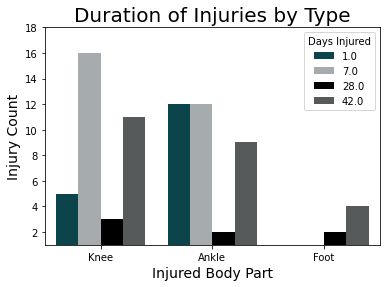 Duration of Injuries by Type
Days Injured
1.0
7.0
28.0
42.0
Injury Count
18
16
14
12
10
8
6
4
2
Knee Ankle Foot
Injured Body Part